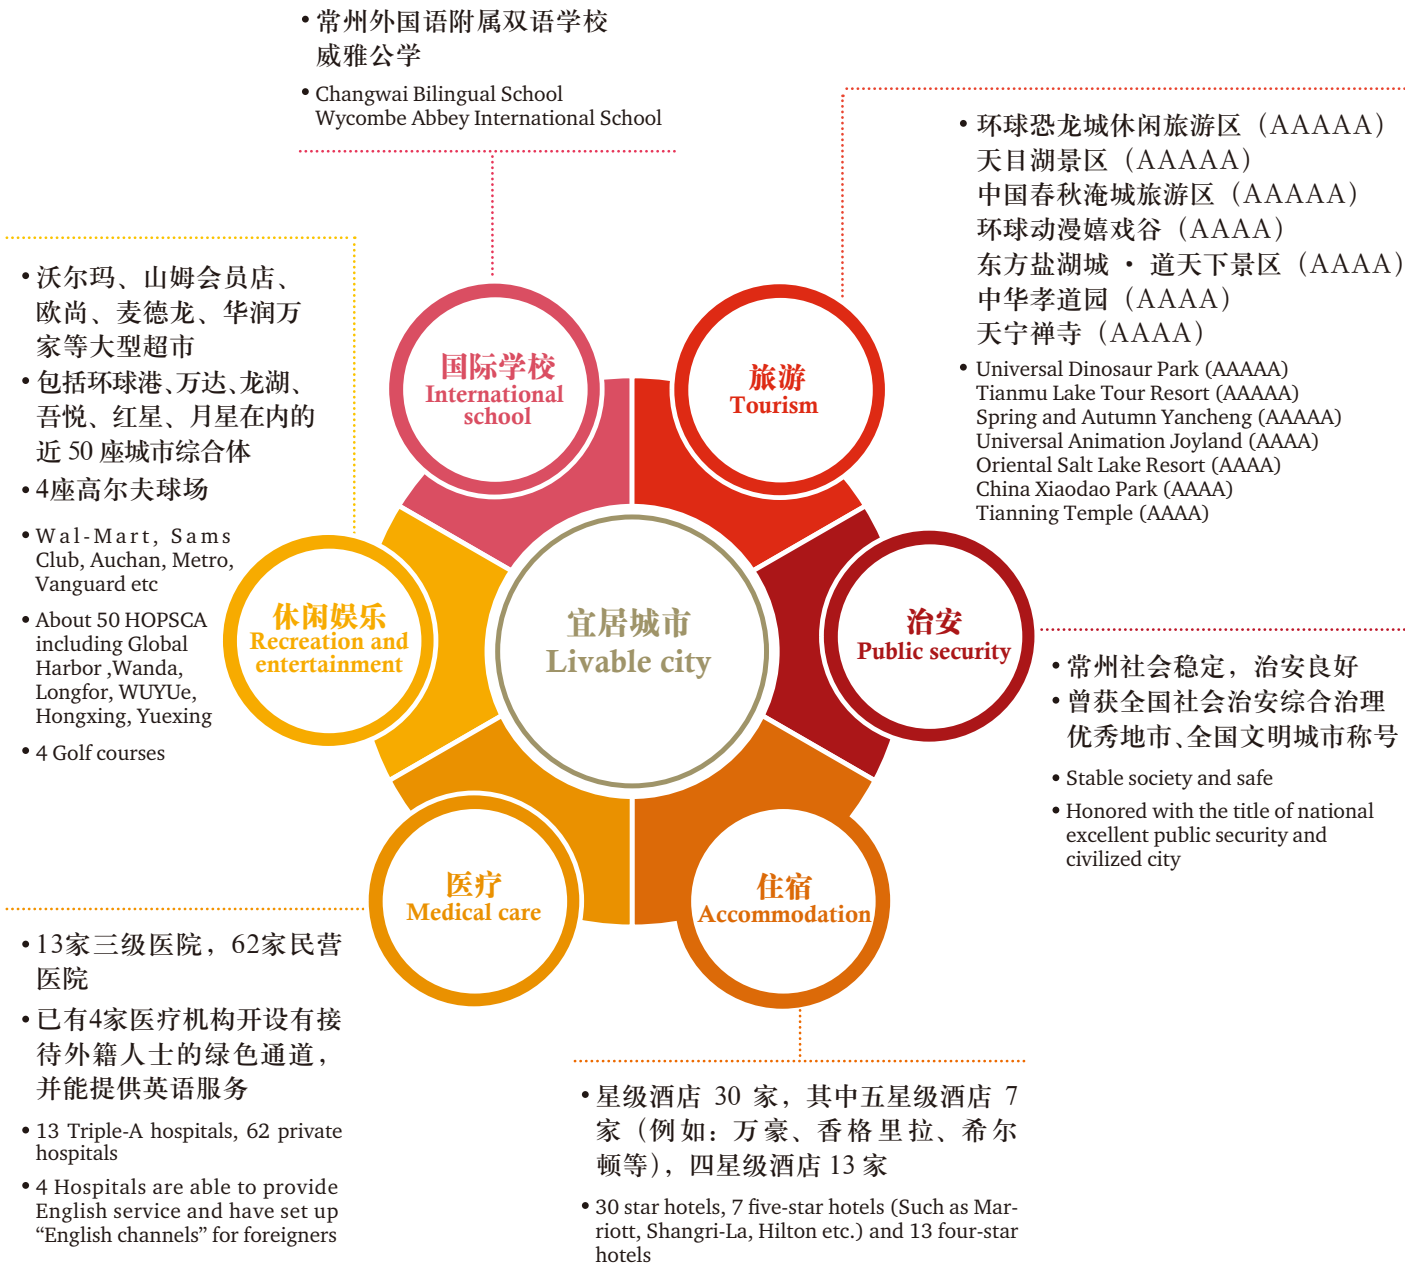 • 常州外国语附属双语学校
威雅公学
• Changwai Bilingual School
Wycombe Abbey International School
• 环球恐龙城休闲旅游区（AAAAA）
天目湖景区（AAAAA）
中国春秋淹城旅游区（AAAAA）
环球动漫嬉戏谷（AAAA）
东方盐湖城 · 道天下景区（AAAA）
中华孝道园（AAAA）
天宁禅寺（AAAA）
• Universal Dinosaur Park (AAAAA)
Tianmu Lake Tour Resort (AAAAA)
Spring and Autumn Yancheng (AAAAA)
Universal Animation Joyland (AAAA)
Oriental Salt Lake Resort (AAAA)
China Xiaodao Park (AAAA)
Tianning Temple (AAAA)
• 沃尔玛、山姆会员店、
欧尚、麦德龙、华润万
家等大型超市
• 包括环球港、万达、龙湖、
吾悦、红星、月星在内的
近 50 座城市综合体
• 4座高尔夫球场
• Wal-Mart, Sams
Club, Auchan, Metro,
Vanguard etc
• About 50 HOPSCA
including Global
Harbor ,Wanda,
Longfor, WUYUe,
Hongxing, Yuexing
• 4 Golf courses
国际学校
International
school
旅游
Tourism
休闲娱乐
Recreation and
entertainment
宜居城市
Livable city
治安
Public security
医疗
Medical care
住宿
Accommodation
• 常州社会稳定，治安良好
• 曾获全国社会治安综合治理
优秀地市、全国文明城市称号
• Stable society and safe
• Honored with the title of national
excellent public security and
civilized city
• 13家三级医院，62家民营
医院
• 已有4家医疗机构开设有接
待外籍人士的绿色通道，
并能提供英语服务
• 13 Triple-A hospitals, 62 private
hospitals
• 4 Hospitals are able to provide
English service and have set up
“English channels” for foreigners
• 星级酒店 30 家，其中五星级酒店 7
家（例如：万豪、香格里拉、希尔
顿等），四星级酒店 13 家
• 30 star hotels, 7 five-star hotels (Such as Mar-
riott, Shangri-La, Hilton etc.) and 13 four-star
hotels